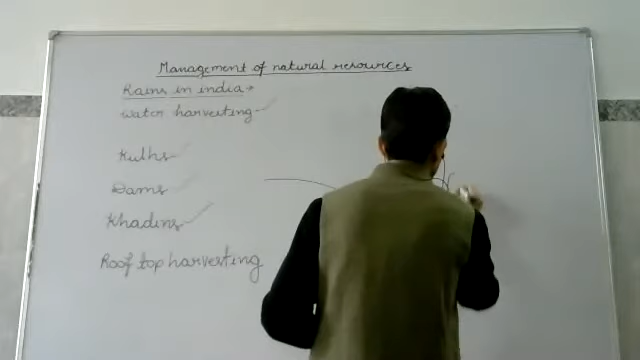 Management of natural resources
Rains in india
water harvesting
Kulhs
Dams
Khadins
Roof top harvesting